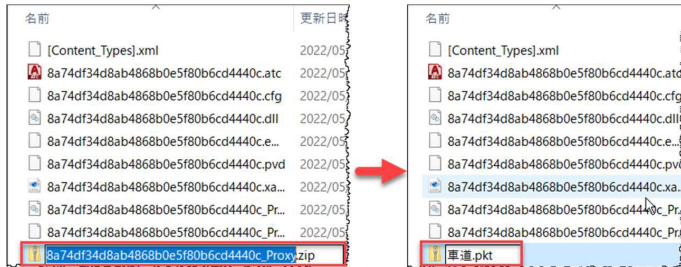 名前 更新日時
[Content_Types].xml 2022/05
8a74df34d8ab4868b0e5f80b6cd4440c.atc 2022/05
8a74df34d8ab4868b0e5f80b6cd4440c.cfg 2022/05
8a74df34d8ab4868b0e5f80b6cd4440c.dll 2022/05
8a74df34d8ab4868b0e5f80b6cd4440c.e... 2022/05
8a74df34d8ab4868b0e5f80b6cd4440c.pvd 2022/05
8a74df34d8ab4868b0e5f80b6cd4440c.xa... 2022/05
8a74df34d8ab4868b0e5f80b6cd4440c_Pr... 2022/05
8a74df34d8ab4868b0e5f80b6cd4440c_Pr... 2022/05
8a74df34d8ab4868b0e5f80b6cd4440c_Proxy.zip
名前
[Content_Types].xml
8a74df34d8ab4868b0e5f80b6cd4440c.atc
8a74df34d8ab4868b0e5f80b6cd4440c.cfg
8a74df34d8ab4868b0e5f80b6cd4440c.dll
8a74df34d8ab4868b0e5f80b6cd4440c.e...
8a74df34d8ab4868b0e5f80b6cd4440c.pvd
8a74df34d8ab4868b0e5f80b6cd4440c.xa..
8a74df34d8ab4868b0e5f80b6cd4440c_Pr.
8a74df34d8ab4868b0e5f80b6cd4440c_Pr
車道.pkt